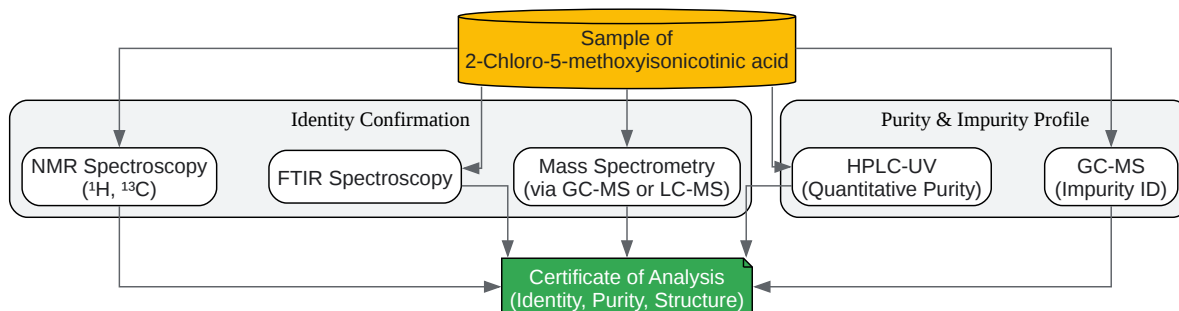 Sample of
2-Chloro-5-methoxyisonicotinic acid
Identity Confirmation
Purity & Impurity Profile
NMR Spectroscopy
(¹H, ¹³C)
FTIR Spectroscopy
Mass Spectrometry
(via GC-MS or LC-MS)
HPLC-UV
(Quantitative Purity)
GC-MS
(Impurity ID)
Certificate of Analysis
(Identity, Purity, Structure)